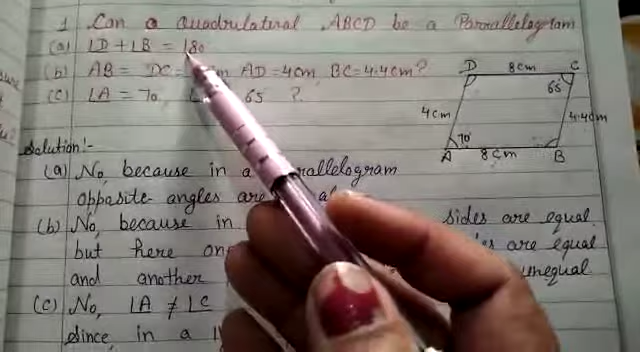 1 Can a quadrilateral ABCD be a Parallelogram
(a) ∠D + ∠B = 180
(b) AB = DC = cm AD = 4cm, BC = 4.4cm?
(c) ∠A = 70, 65 ?
D 8cm C
65
4cm 4.4cm
70
A 8cm B
Solution:-
(a) No, because in a
opposite angles are
(b) No, because in sides are equal
but here are equal
and another unequal
(c) No, ∠A ≠ ∠C
since, in a